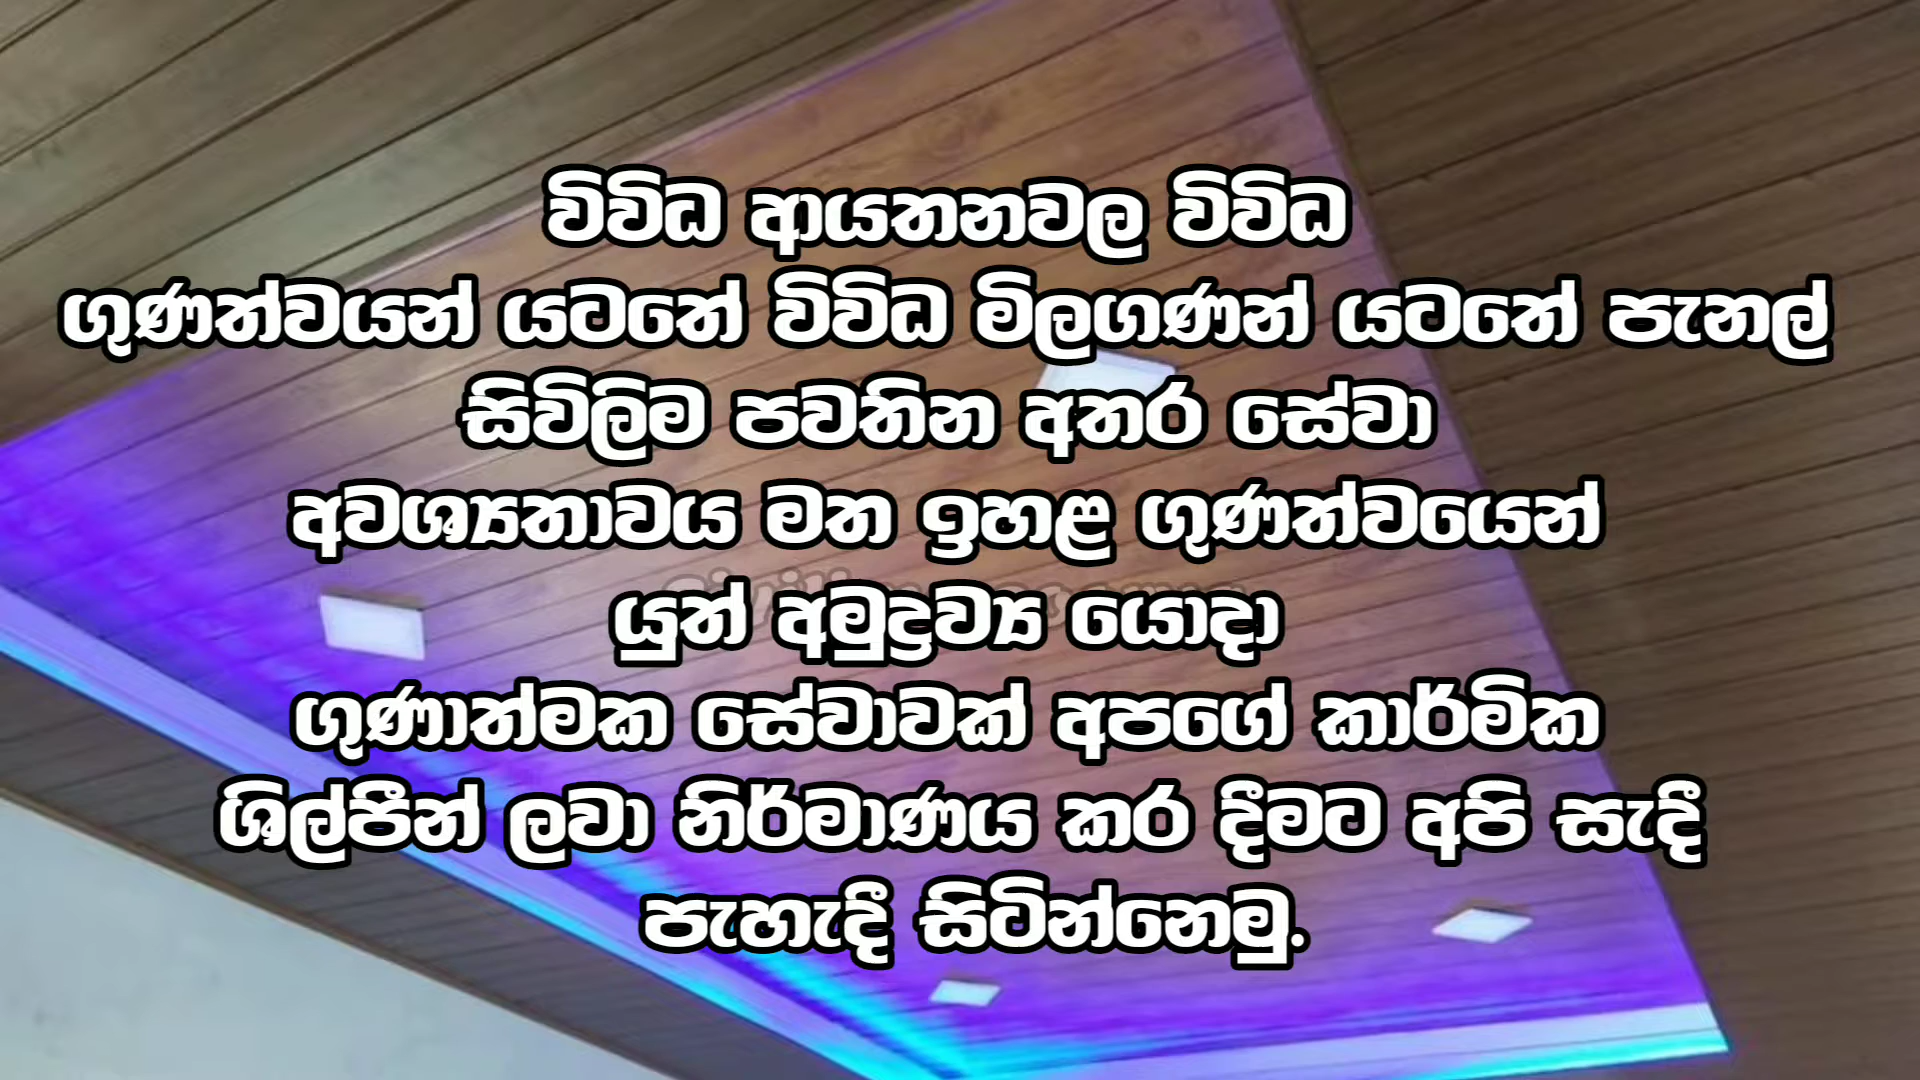 විවිධ ආයතනවල විවිධ
ගුණත්වයන් යටතේ විවිධ මිලගණන් යටතේ පැනල්
සිවිලිම පවතින අතර සේවා
අවශ්‍යතාවය මත ඉහළ ගුණත්වයෙන්
යුත් අමුද්‍රව්‍ය යොදා
ගුණාත්මක සේවාවක් අපගේ කාර්මික
ශිල්පීන් ලවා නිර්මාණය කර දීමට අපි සැදී
පැහැදී සිටින්නෙමු.